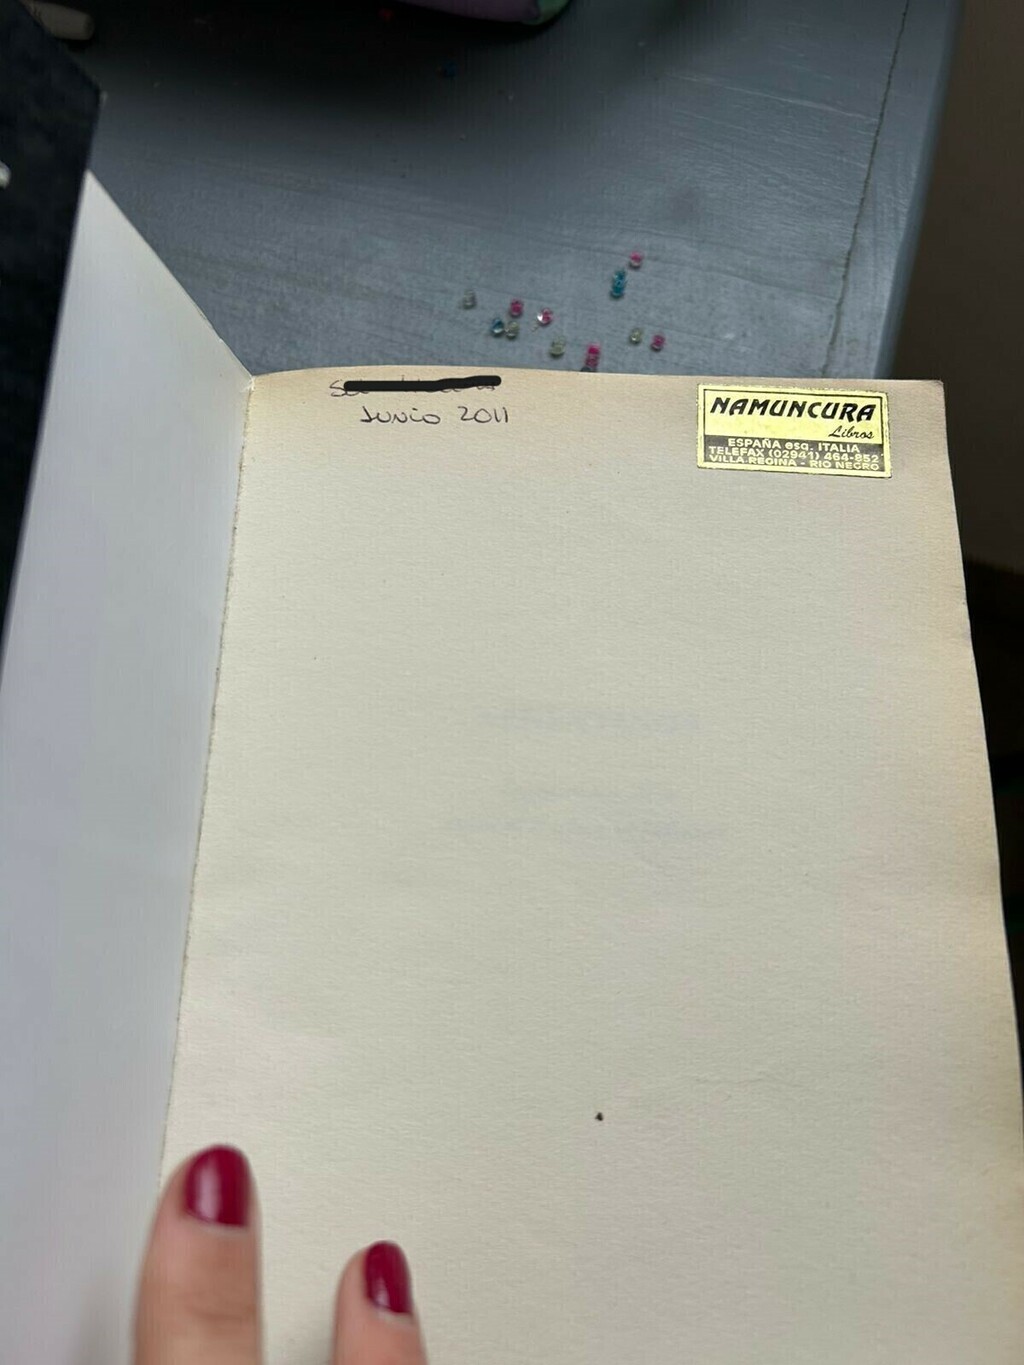 Junio 2011
NAMUNCURA
Libros
ESPAÑA esq. ITALIA
TELEFAX (02941) 464-852
VILLA REGINA - RIO NEGRO